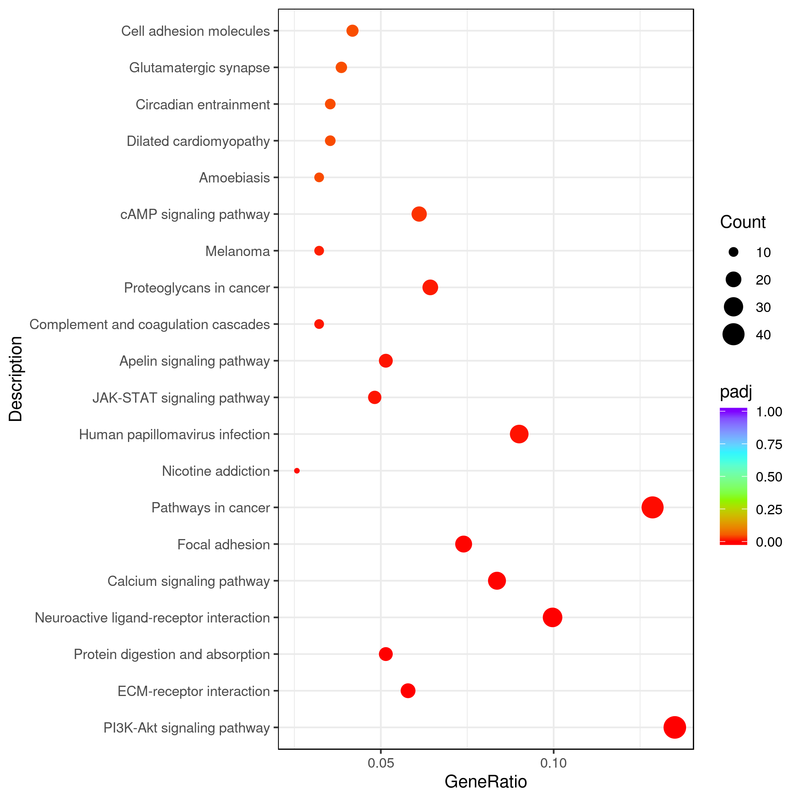 Cell adhesion molecules
Glutamatergic synapse
Circadian entrainment
Dilated cardiomyopathy
Amoebiasis
cAMP signaling pathway
Melanoma
Proteoglycans in cancer
Complement and coagulation cascades
Apelin signaling pathway
JAK-STAT signaling pathway
Human papillomavirus infection
Nicotine addiction
Pathways in cancer
Focal adhesion
Calcium signaling pathway
Neuroactive ligand-receptor interaction
Protein digestion and absorption
ECM-receptor interaction
PI3K-Akt signaling pathway
Description
0.05 0.10
GeneRatio
Count
10
20
30
40
padj
1.00
0.75
0.50
0.25
0.00